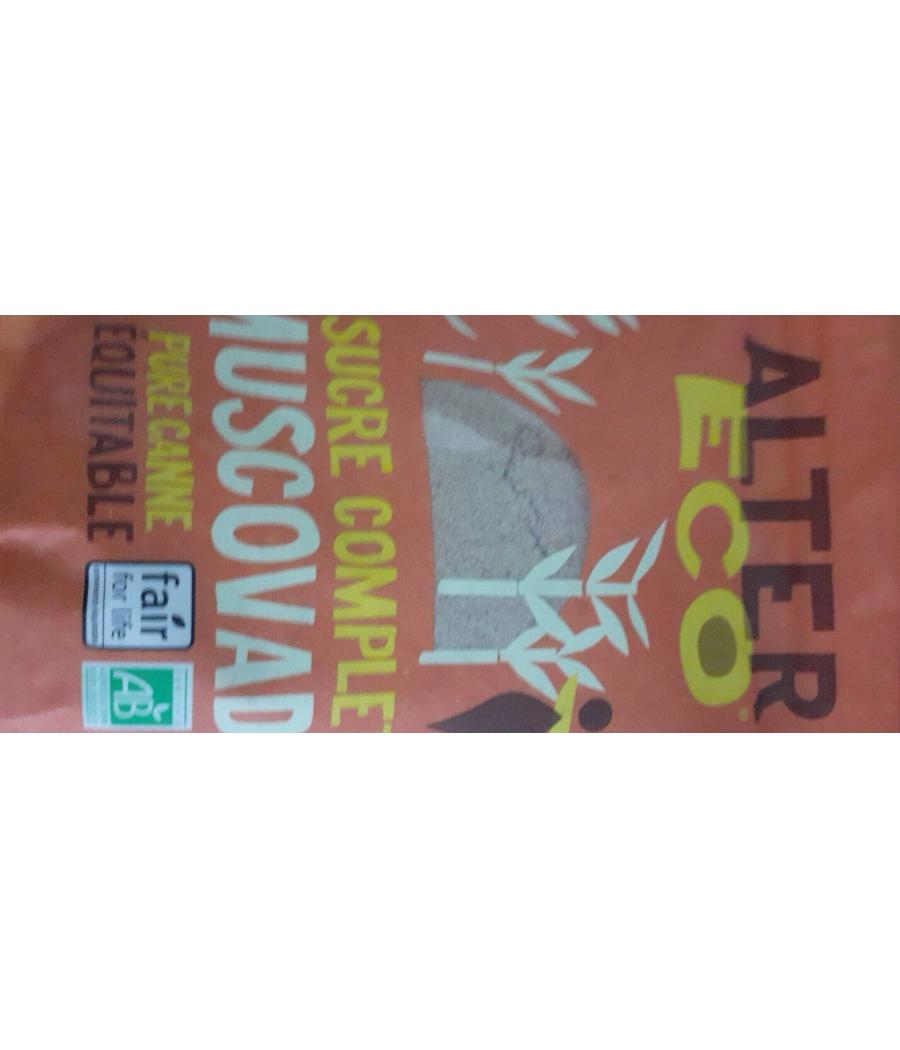 ALTER
ECO®
SUCRE COMPLET
MUSCOVAD
PURE CANNE
ÉQUITABLE
fair
for life
AB